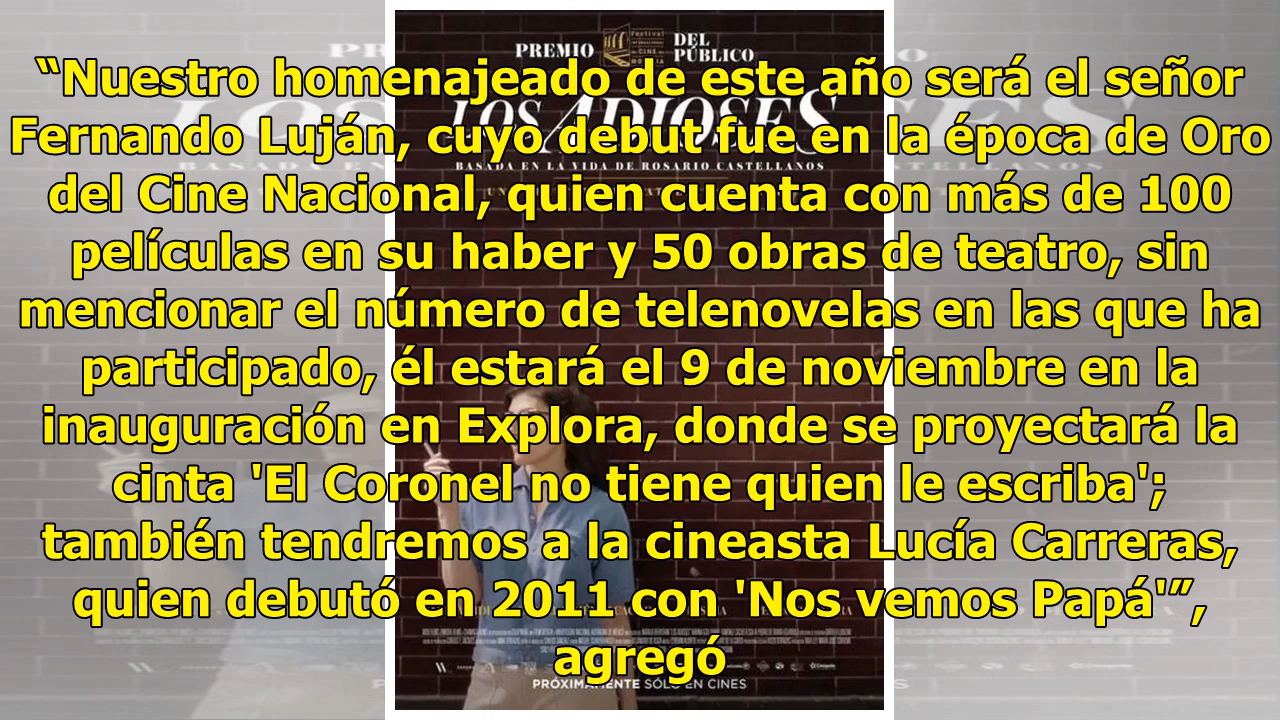 PREMIO DEL PÚBLICO
“Nuestro homenajeado de este año será el señor
LOS ADIOSES
Fernando Luján, cuyo debut fue en la época de Oro
BASADA EN LA VIDA DE ROSARIO CASTELLANOS
del Cine Nacional, quien cuenta con más de 100
películas en su haber y 50 obras de teatro, sin
mencionar el número de telenovelas en las que ha
participado, él estará el 9 de noviembre en la
inauguración en Explora, donde se proyectará la
cinta 'El Coronel no tiene quien le escriba';
también tendremos a la cineasta Lucía Carreras,
quien debutó en 2011 con 'Nos vemos Papá'”,
agregó
PRÓXIMAMENTE SÓLO EN CINES